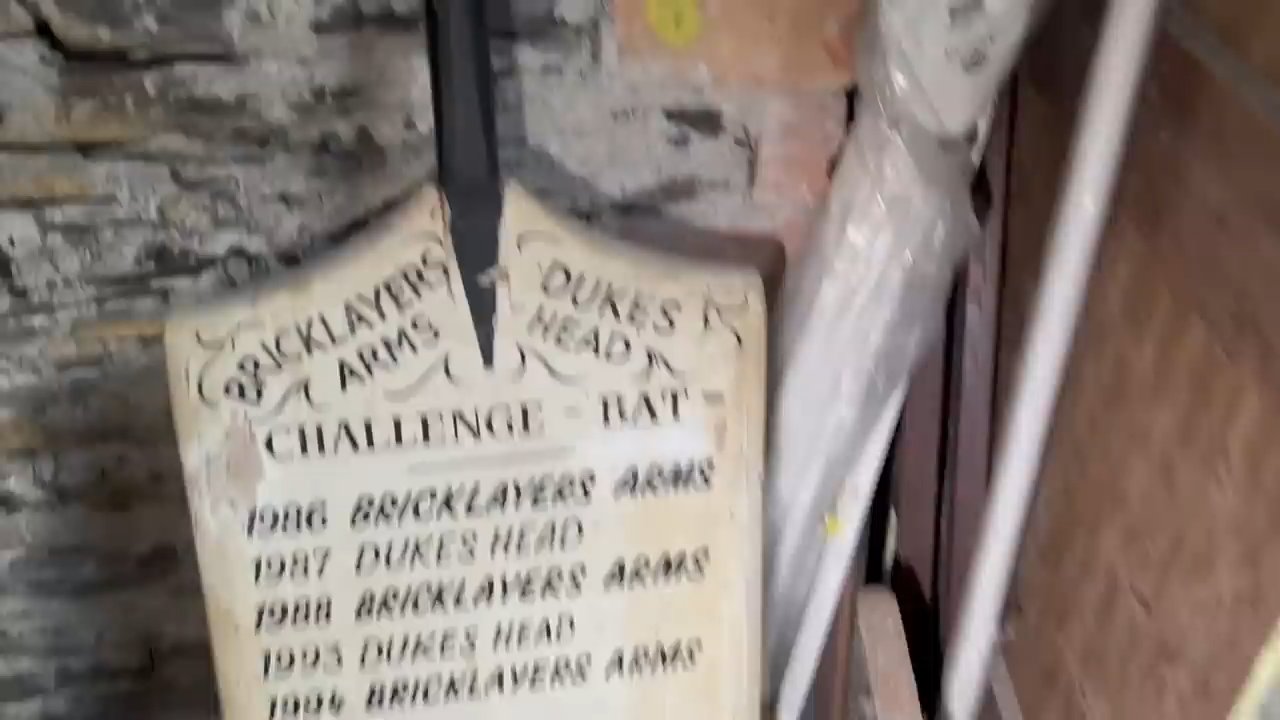 BRICKLAYERS
ARMS
DUKES
HEAD
CHALLENGE - BAT -
1986 BRICKLAYERS ARMS
1987 DUKES HEAD
1988 BRICKLAYERS ARMS
1993 DUKES HEAD
1994 BRICKLAYERS ARMS